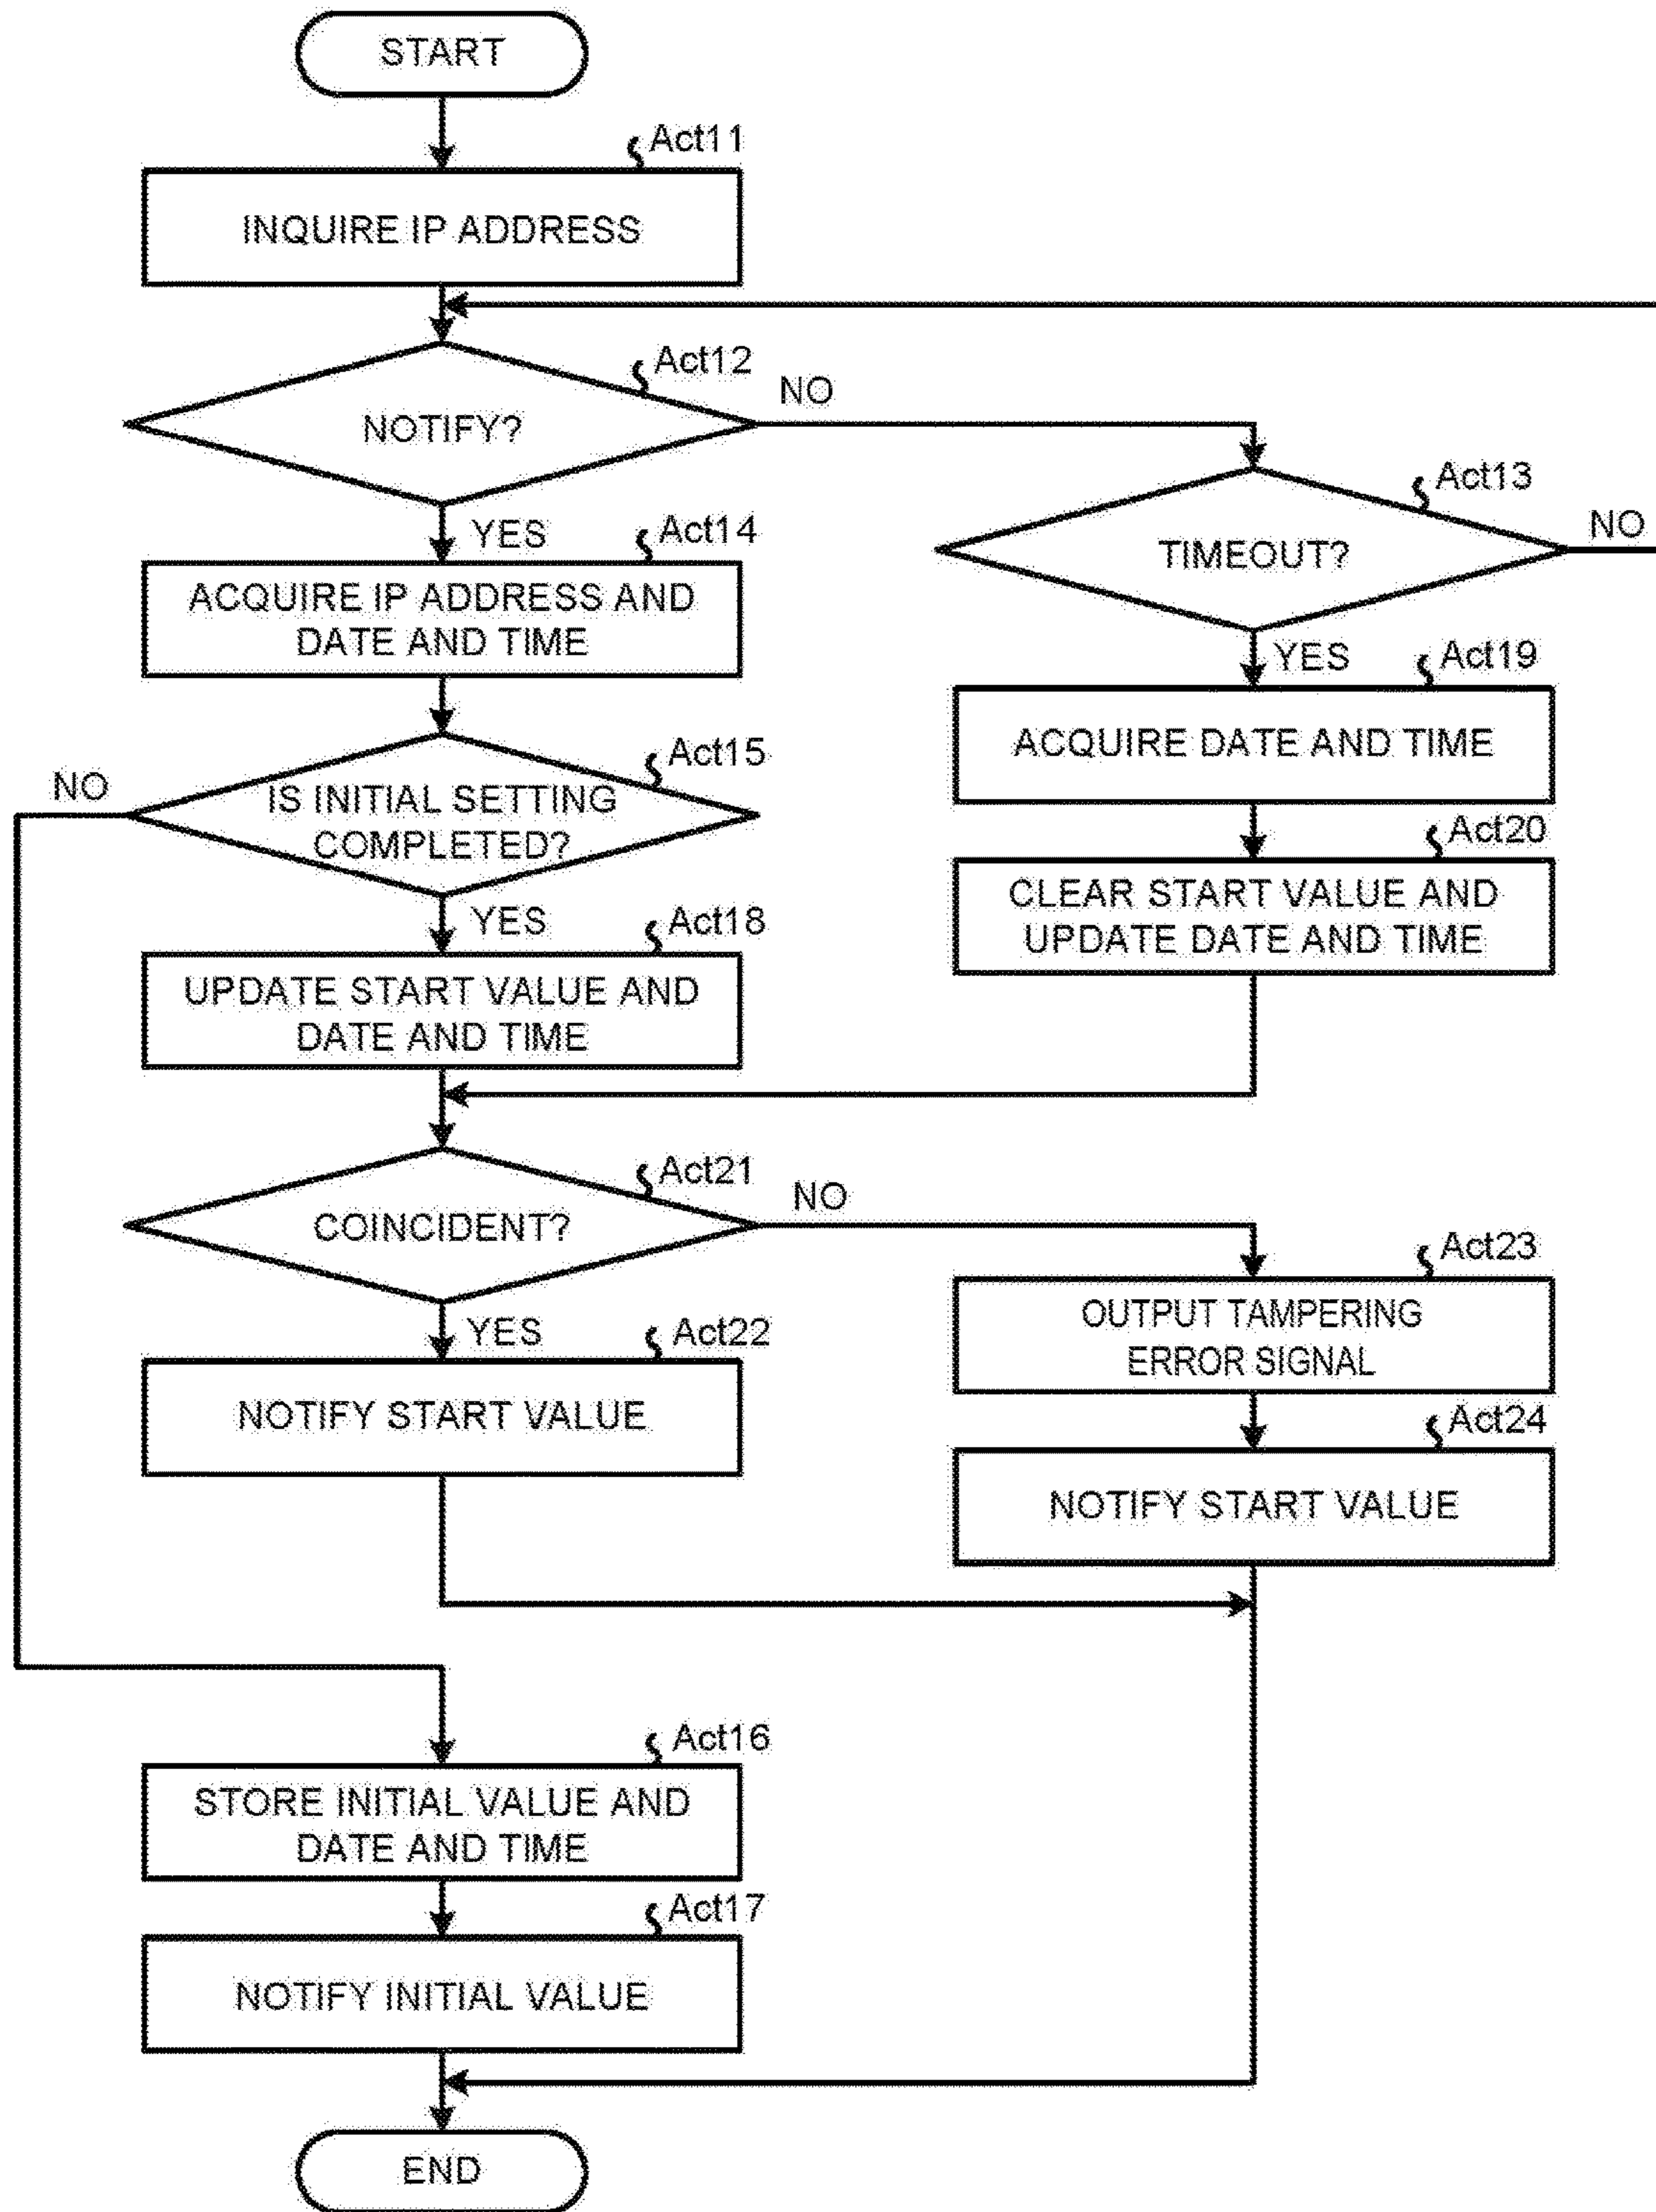 START
Act11
INQUIRE IP ADDRESS
Act12
NOTIFY?
NO
Act13
TIMEOUT?
NO
YES
Act14
ACQUIRE IP ADDRESS AND
DATE AND TIME
YES
Act19
ACQUIRE DATE AND TIME
Act15
NO
IS INITIAL SETTING
COMPLETED?
Act20
CLEAR START VALUE AND
UPDATE DATE AND TIME
YES
Act18
UPDATE START VALUE AND
DATE AND TIME
Act21
COINCIDENT?
NO
Act23
OUTPUT TAMPERING
ERROR SIGNAL
YES
Act22
NOTIFY START VALUE
Act24
NOTIFY START VALUE
Act16
STORE INITIAL VALUE AND
DATE AND TIME
Act17
NOTIFY INITIAL VALUE
END